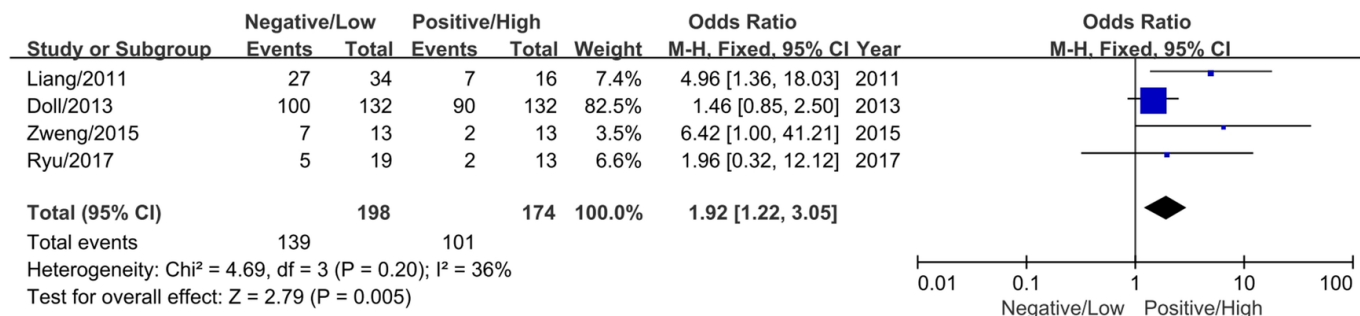 Negative/Low Positive/High Odds Ratio Odds Ratio
Study or Subgroup Events Total Events Total Weight M-H, Fixed, 95% CI Year M-H, Fixed, 95% CI
Liang/2011 27 34 7 16 7.4% 4.96 [1.36, 18.03] 2011
Doll/2013 100 132 90 132 82.5% 1.46 [0.85, 2.50] 2013
Zweng/2015 7 13 2 13 3.5% 6.42 [1.00, 41.21] 2015
Ryu/2017 5 19 2 13 6.6% 1.96 [0.32, 12.12] 2017
Total (95% CI) 198 174 100.0% 1.92 [1.22, 3.05]
Total events 139 101
Heterogeneity: Chi² = 4.69, df = 3 (P = 0.20); I² = 36%
Test for overall effect: Z = 2.79 (P = 0.005)
0.01 0.1 1 10 100
Negative/Low Positive/High